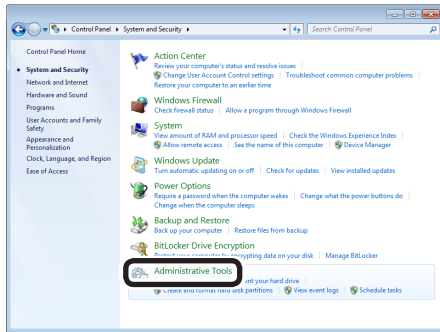 Control Panel
System and Security
Search Control Panel
Control Panel Home
System and Security
Network and Internet
Hardware and Sound
Programs
User Accounts and Family
Safety
Appearance and
Personalization
Clock, Language, and Region
Ease of Access
Action Center
Review your computer's status and resolve issues
Change User Account Control settings
Troubleshoot common computer problems
Restore your computer to an earlier time
Windows Firewall
Check firewall status
Allow a program through Windows Firewall
System
View amount of RAM and processor speed
Check the Windows Experience Index
Allow remote access
See the name of this computer
Device Manager
Windows Update
Turn automatic updating on or off
Check for updates
View installed updates
Power Options
Require a password when the computer wakes
Change what the power buttons do
Change when the computer sleeps
Backup and Restore
Back up your computer
Restore files from backup
BitLocker Drive Encryption
Protect your computer by encrypting data on your disk
Manage BitLocker
Administrative Tools
your hard drive
Create and format hard disk partitions
View event logs
Schedule tasks